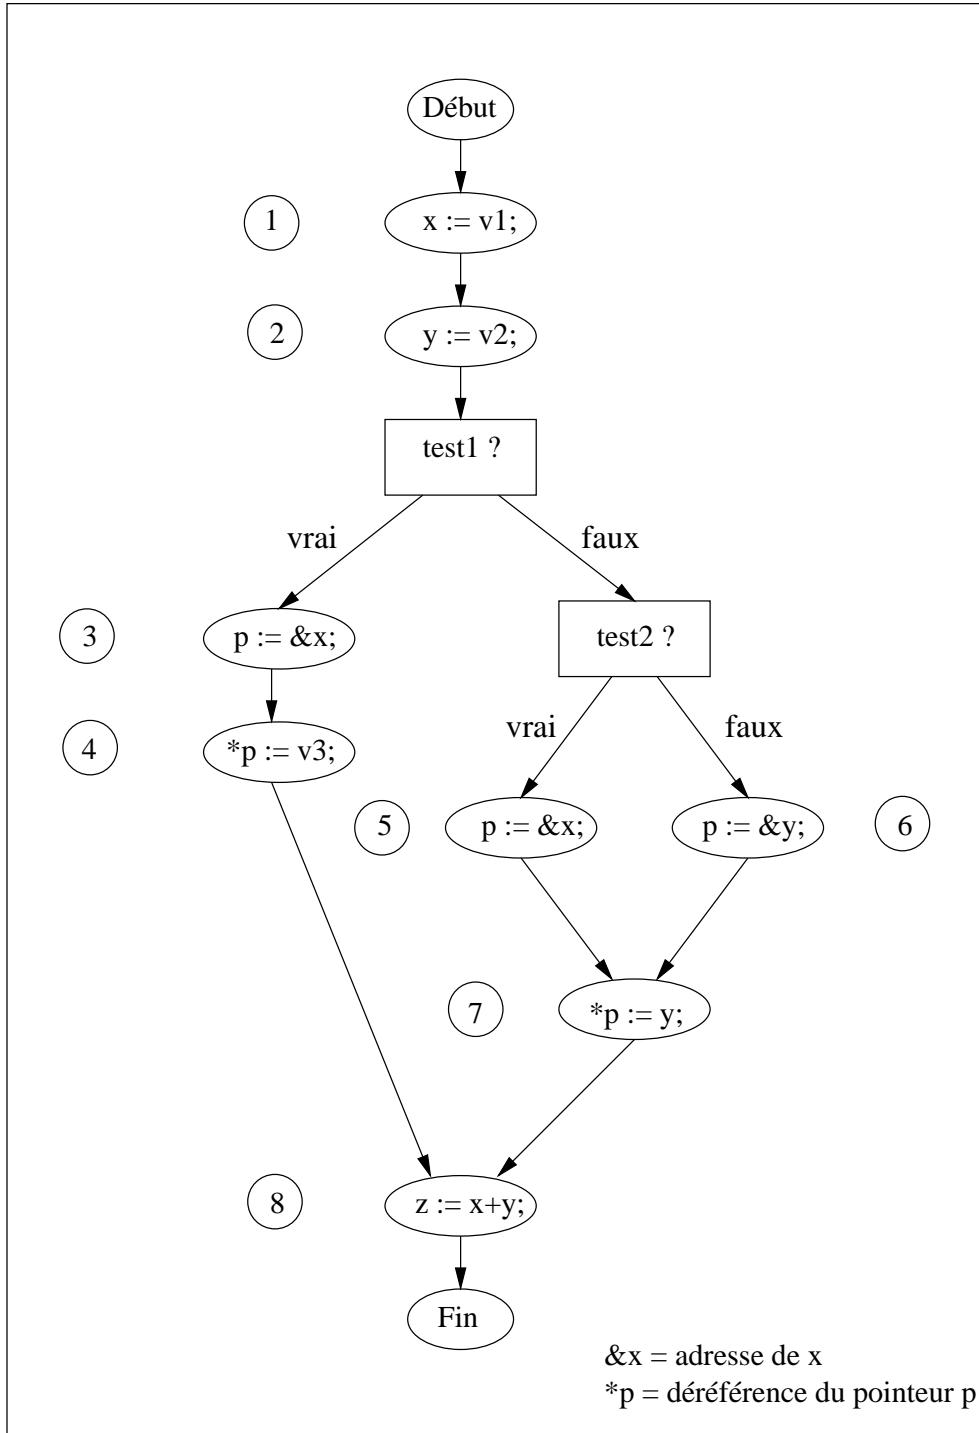 Début
1
x := v1;
2
y := v2;
test1 ?
vrai
faux
3
p := &x;
test2 ?
vrai
faux
4
*p := v3;
5
p := &x;
p := &y;
6
7
*p := y;
8
z := x+y;
Fin
&x = adresse de x
*p = déréférence du pointeur p